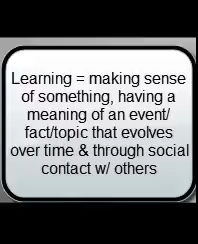 Learning = making sense
of something, having a
meaning of an event/
fact/topic that evolves
over time & through social
contact w/ others